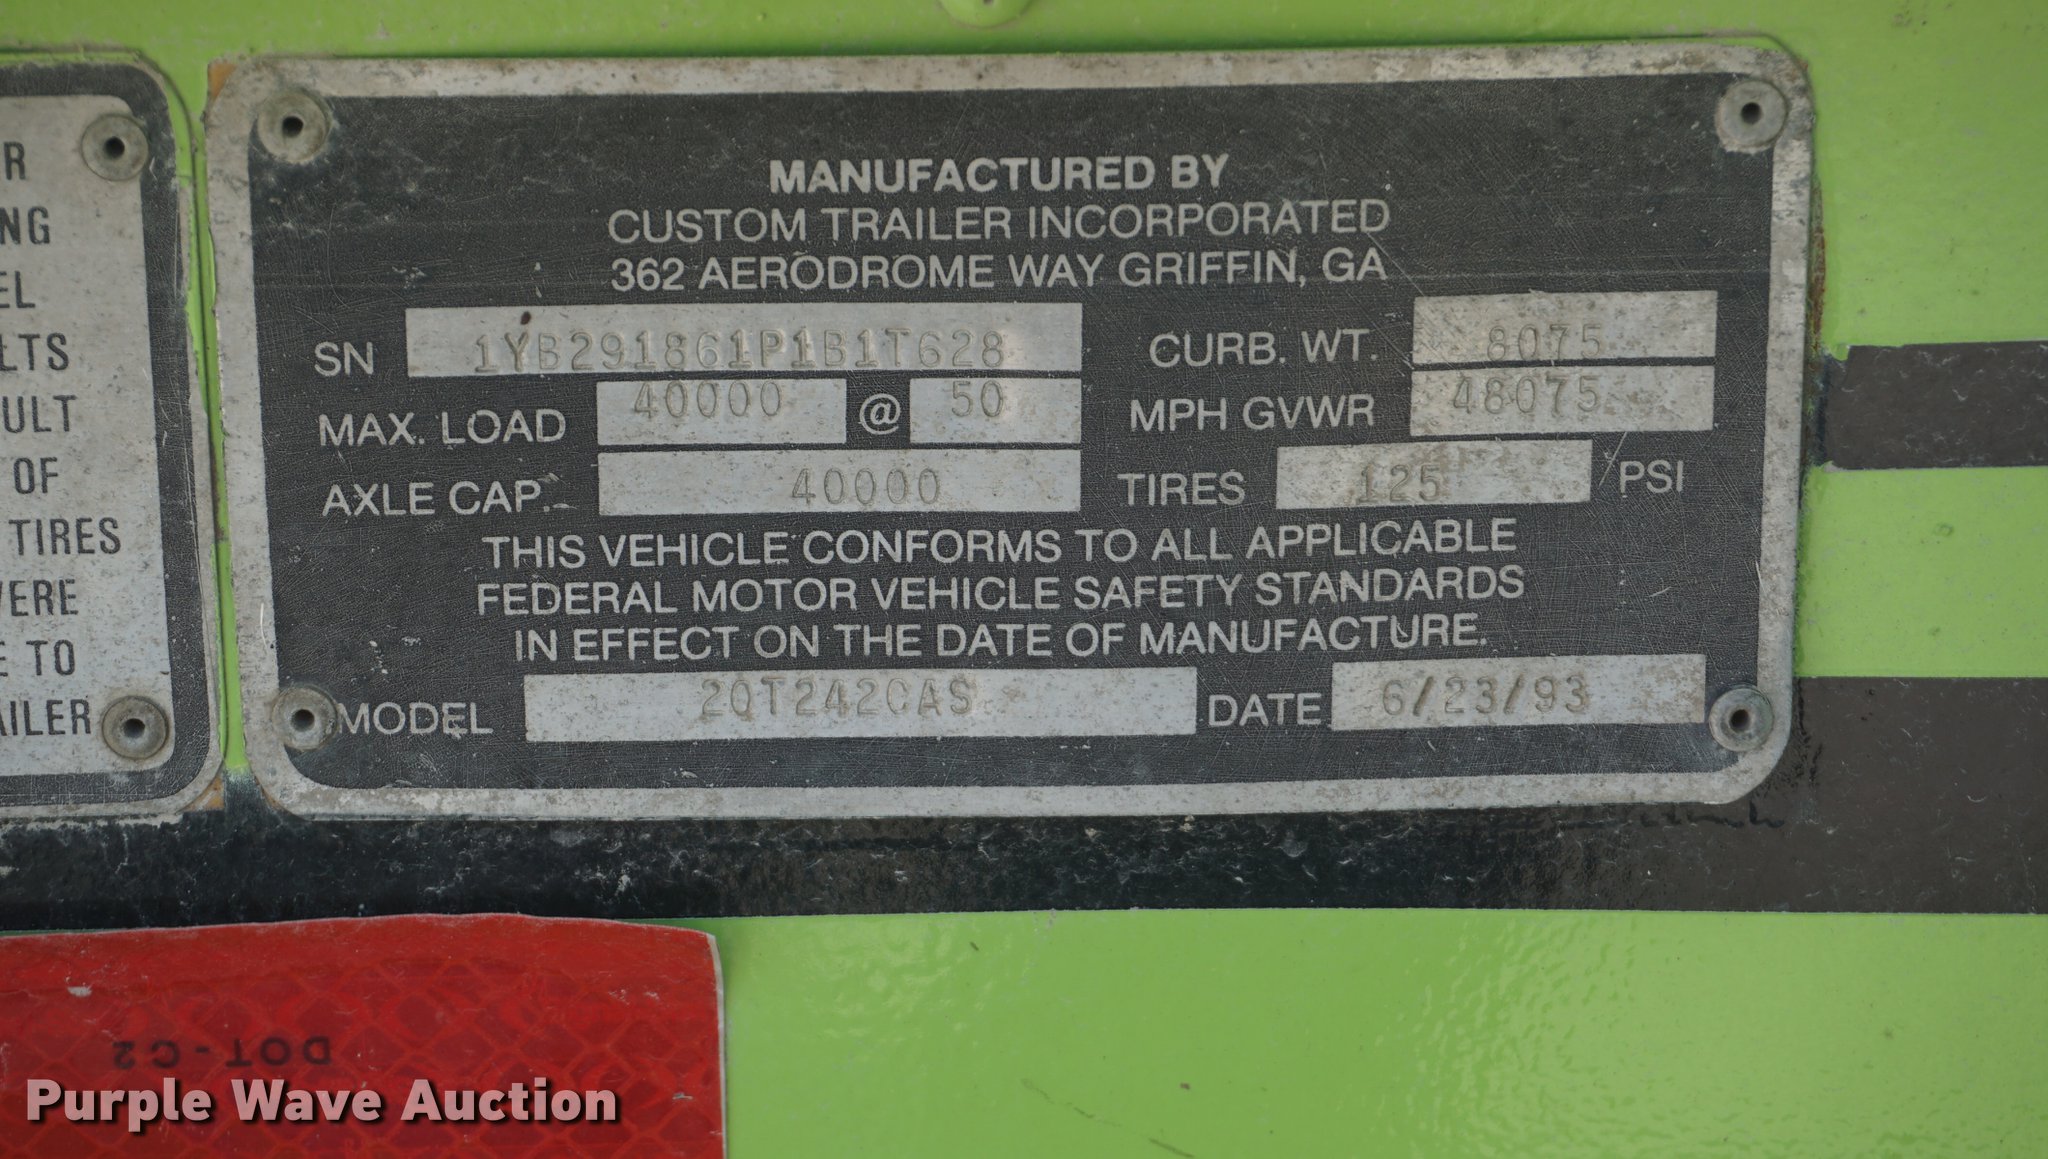 R
NG
EL
LTS
ULT
OF
TIRES
VERE
E TO
AILER
MANUFACTURED BY
CUSTOM TRAILER INCORPORATED
362 AERODROME WAY GRIFFIN, GA
SN 1YB291861P1B1T628 CURB. WT. 8075
MAX. LOAD 40000 @ 50 MPH GVWR 48075
AXLE CAP. 40000 TIRES 125 PSI
THIS VEHICLE CONFORMS TO ALL APPLICABLE
FEDERAL MOTOR VEHICLE SAFETY STANDARDS
IN EFFECT ON THE DATE OF MANUFACTURE.
MODEL 20T242CAS DATE 6/23/93
DOT-C2
Purple Wave Auction